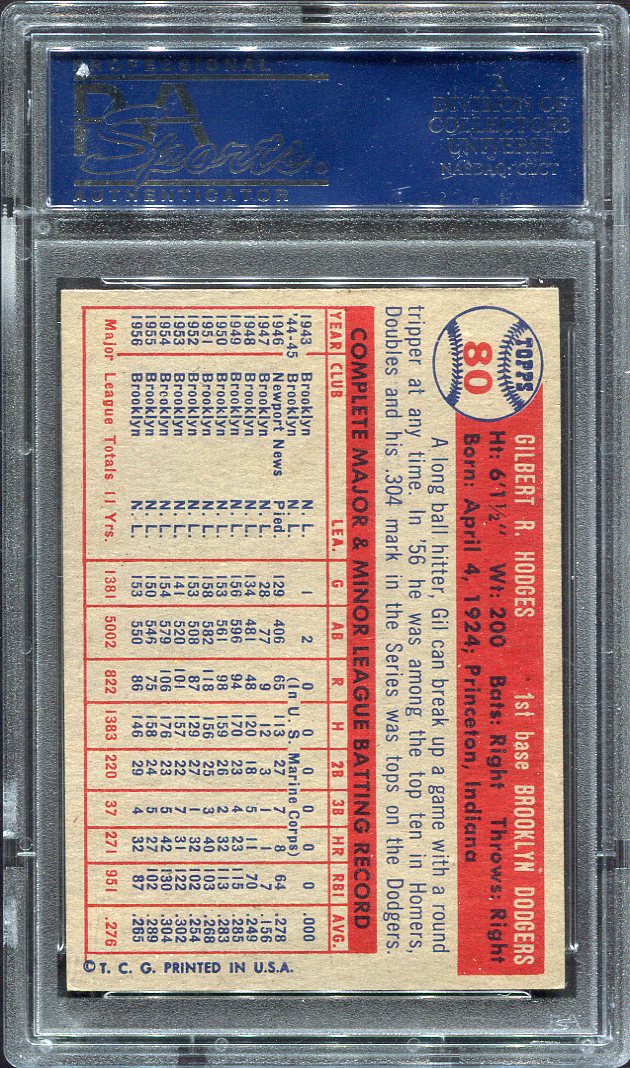 PROFESSIONAL
PSA
Sports
AUTHENTICATOR
A
DIVISION OF
COLLECTORS
UNIVERSE
NASDAQ: CLCT
TOPPS
80
GILBERT R. HODGES 1st base BROOKLYN DODGERS
Ht: 6'1½" Wt: 200 Bats: Right Throws: Right
Born: April 4, 1924; Princeton, Indiana
A long ball hitter, Gil can break up a game with a round
tripper at any time. In '56 he was among the top ten in Homers,
Doubles and his .304 mark in the Series was tops on the Dodgers.
COMPLETE MAJOR & MINOR LEAGUE BATTING RECORD
YEAR CLUB LEA. G AB R H 2B 3B HR RBI AVG.
1943 Brooklyn N. L. 1 2 0 0 0 0 0 0 .000
'44-45 Brooklyn N. L. (In U. S. Marine Corps)
1946 Newport News Pied. 129 406 65 113 27 7 8 64 .278
1947 Brooklyn N. L. 28 77 9 12 3 1 1 7 .156
1948 Brooklyn N. L. 134 481 48 120 18 5 11 70 .249
1949 Brooklyn N. L. 156 596 94 170 23 4 23 115 .285
1950 Brooklyn N. L. 153 561 98 159 26 2 32 113 .283
1951 Brooklyn N. L. 158 582 118 156 25 3 40 103 .268
1952 Brooklyn N. L. 153 508 87 129 27 1 32 102 .254
1953 Brooklyn N. L. 141 520 101 157 22 7 31 122 .302
1954 Brooklyn N. L. 154 579 106 176 23 5 42 130 .304
1955 Brooklyn N. L. 150 546 75 158 24 5 27 102 .289
1956 Brooklyn N. L. 153 550 86 146 29 4 32 87 .265
Major League Totals 11 Yrs. 1381 5002 822 1383 220 37 271 951 .276
© T. C. G. PRINTED IN U.S.A.